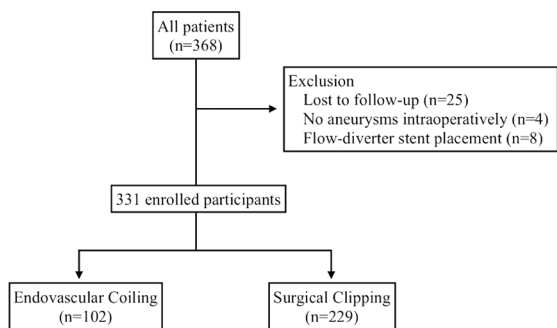 All patients
(n=368)
Exclusion
Lost to follow-up (n=25)
No aneurysms intraoperatively (n=4)
Flow-diverter stent placement (n=8)
331 enrolled participants
Endovascular Coiling
(n=102)
Surgical Clipping
(n=229)